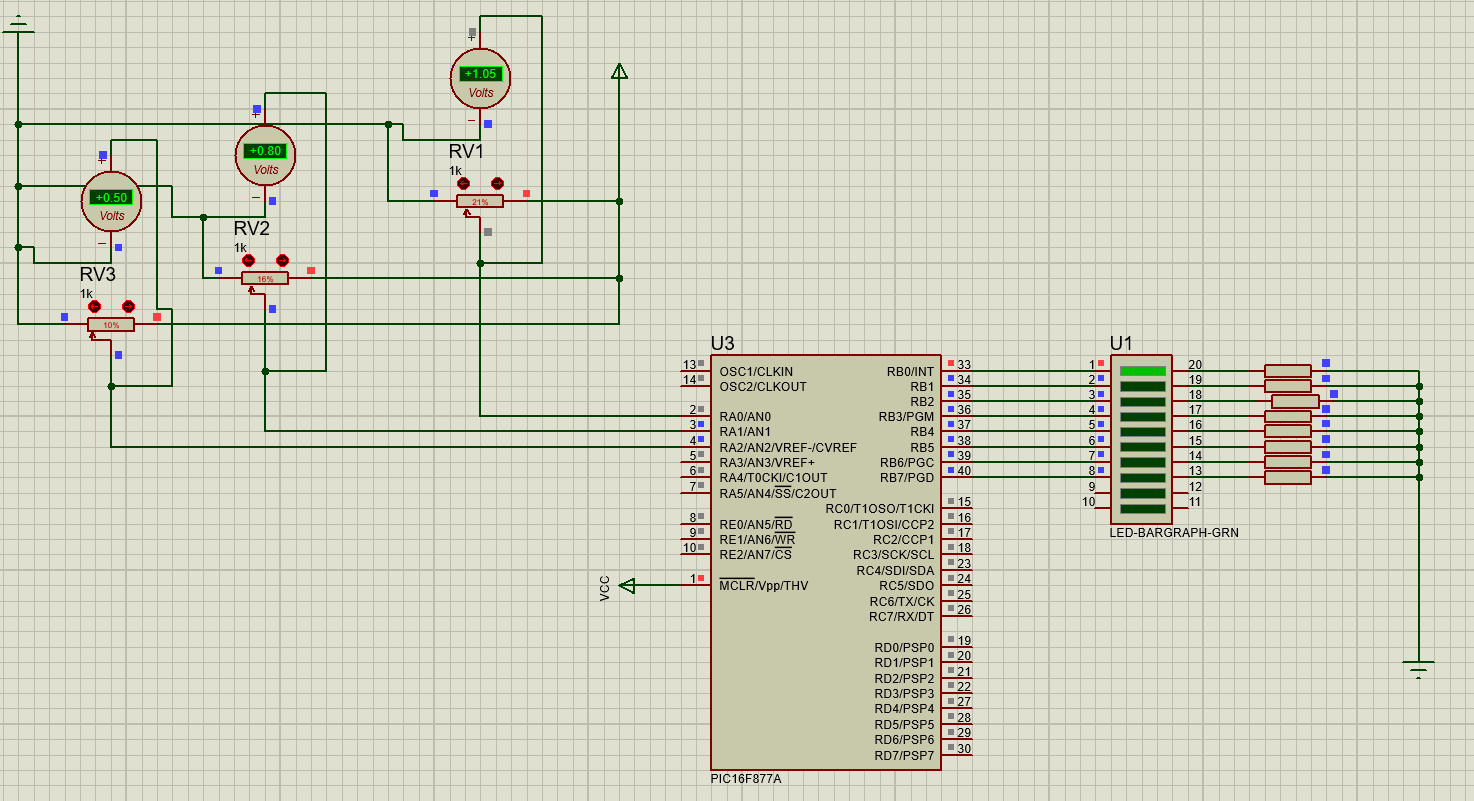 +1.05
Volts
+0.80
Volts
RV1
1k
21%
+0.50
Volts
RV2
1k
16%
RV3
1k
10%
U3
U1
13
OSC1/CLKIN
14
OSC2/CLKOUT
2
RA0/AN0
3
RA1/AN1
4
RA2/AN2/VREF-/CVREF
5
RA3/AN3/VREF+
6
RA4/T0CKI/C1OUT
7
RA5/AN4/SS/C2OUT
8
RE0/AN5/RD
9
RE1/AN6/WR
10
RE2/AN7/CS
VCC
1
MCLR/Vpp/THV
RB0/INT
33
RB1
34
RB2
35
RB3/PGM
36
RB4
37
RB5
38
RB6/PGC
39
RB7/PGD
40
RC0/T1OSO/T1CKI
15
RC1/T1OSI/CCP2
16
RC2/CCP1
17
RC3/SCK/SCL
18
RC4/SDI/SDA
23
RC5/SDO
24
RC6/TX/CK
25
RC7/RX/DT
26
RD0/PSP0
19
RD1/PSP1
20
RD2/PSP2
21
RD3/PSP3
22
RD4/PSP4
27
RD5/PSP5
28
RD6/PSP6
29
RD7/PSP7
30
PIC16F877A
1
20
2
19
3
18
4
17
5
16
6
15
7
14
8
13
9
12
10
11
LED-BARGRAPH-GRN